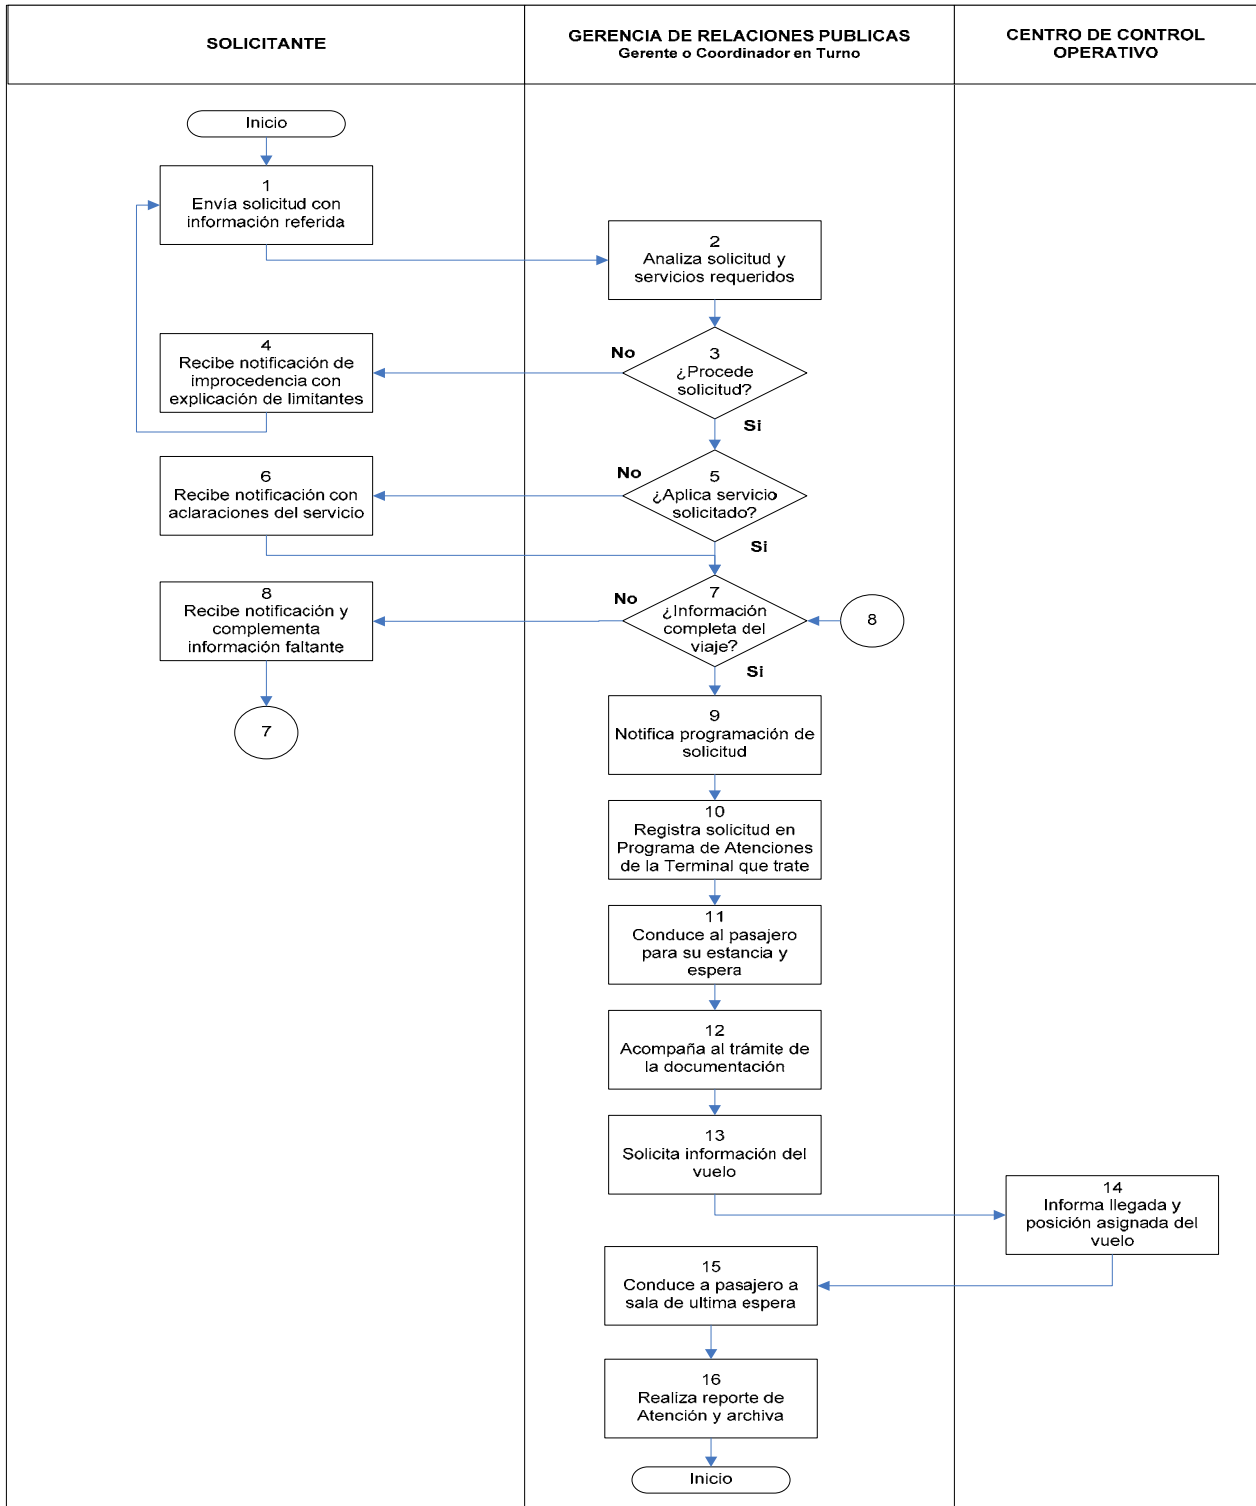 SOLICITANTE
GERENCIA DE RELACIONES PUBLICAS
Gerente o Coordinador en Turno
CENTRO DE CONTROL
OPERATIVO
Inicio
1
Envía solicitud con
información referida
2
Analiza solicitud y
servicios requeridos
3
¿Procede
solicitud?
No
Si
4
Recibe notificación de
improcedencia con
explicación de limitantes
5
¿Aplica servicio
solicitado?
No
Si
6
Recibe notificación con
aclaraciones del servicio
7
¿Información
completa del
viaje?
No
Si
8
8
Recibe notificación y
complementa
información faltante
7
9
Notifica programación de
solicitud
10
Registra solicitud en
Programa de Atenciones
de la Terminal que trate
11
Conduce al pasajero
para su estancia y
espera
12
Acompaña al trámite de
la documentación
13
Solicita información del
vuelo
14
Informa llegada y
posición asignada del
vuelo
15
Conduce a pasajero a
sala de ultima espera
16
Realiza reporte de
Atención y archiva
Inicio